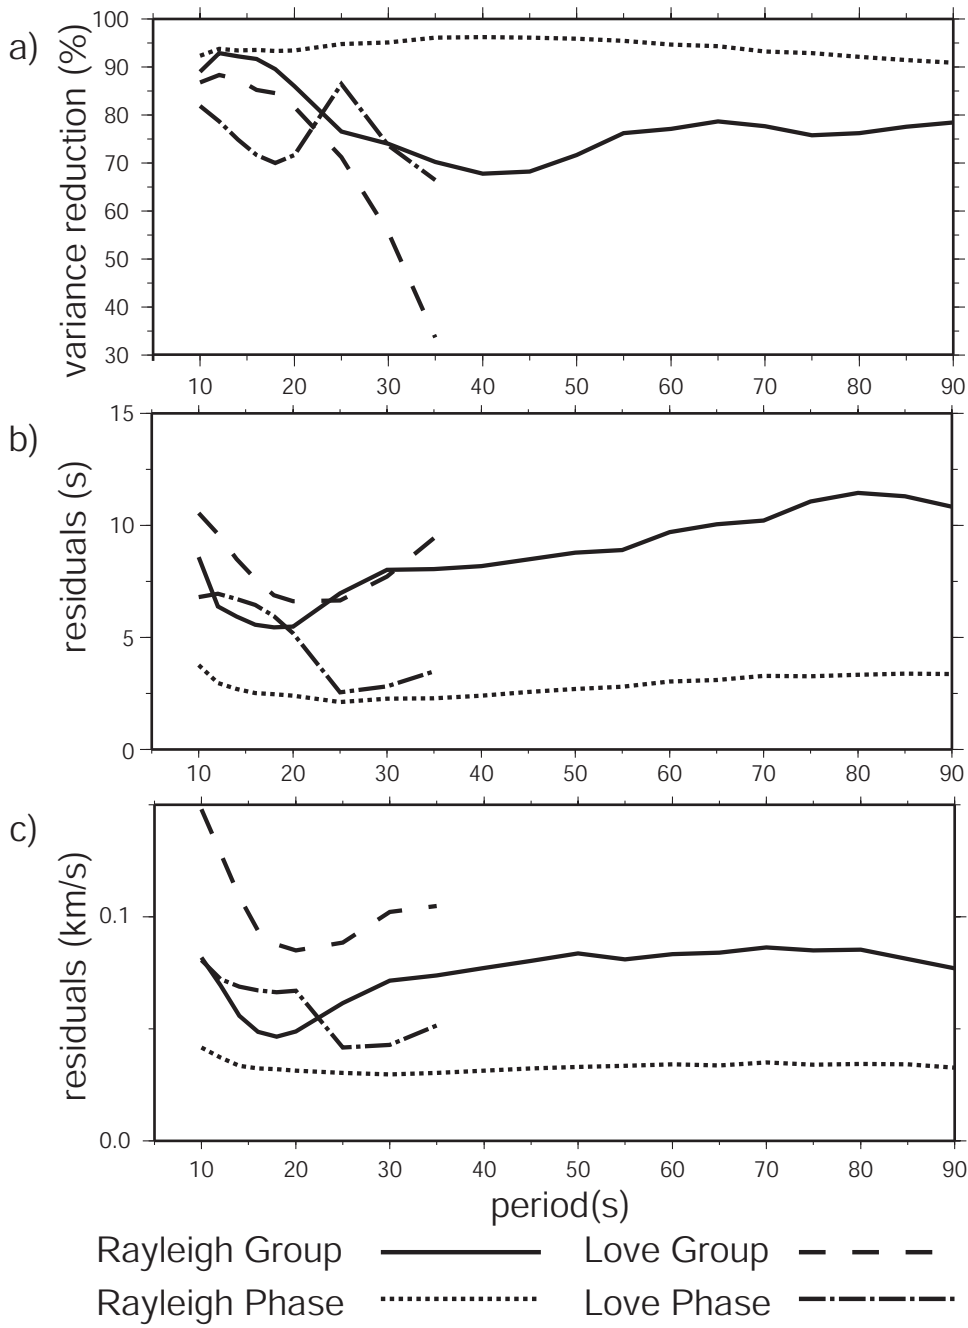 a)
variance reduction (%)
100
90
80
70
60
50
40
30
10 20 30 40 50 60 70 80 90
b)
residuals (s)
15
10
5
0
10 20 30 40 50 60 70 80 90
c)
residuals (km/s)
0.1
0.0
10 20 30 40 50 60 70 80 90
period(s)
Rayleigh Group Love Group
Rayleigh Phase Love Phase